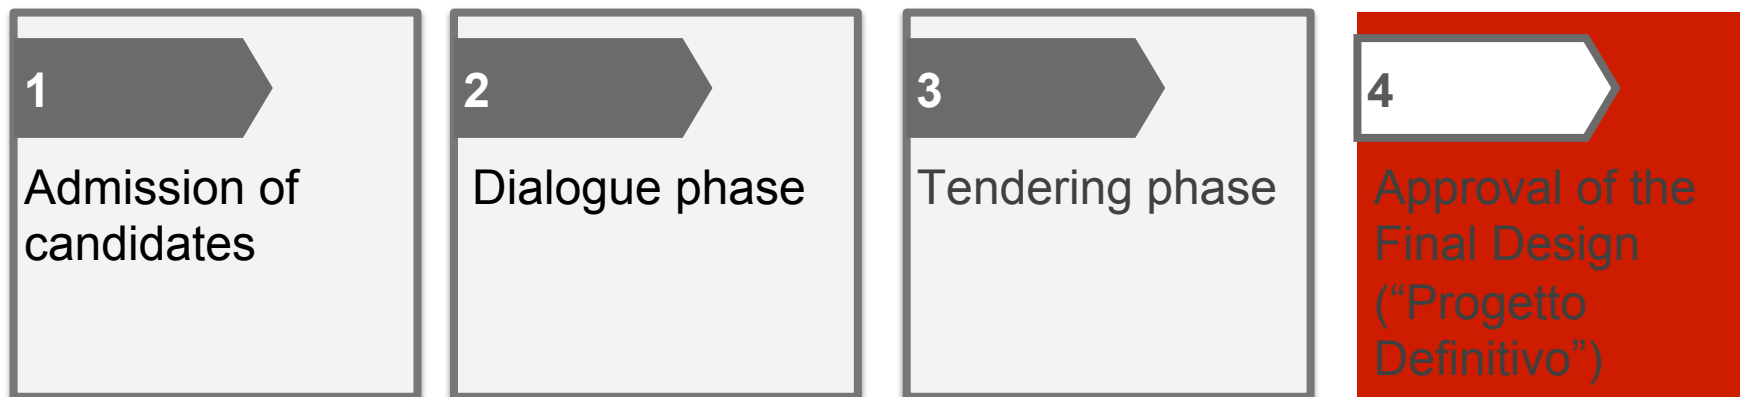 1
Admission of
candidates
2
Dialogue phase
3
Tendering phase
4
Approval of the
Final Design
(“Progetto
Definitivo”)